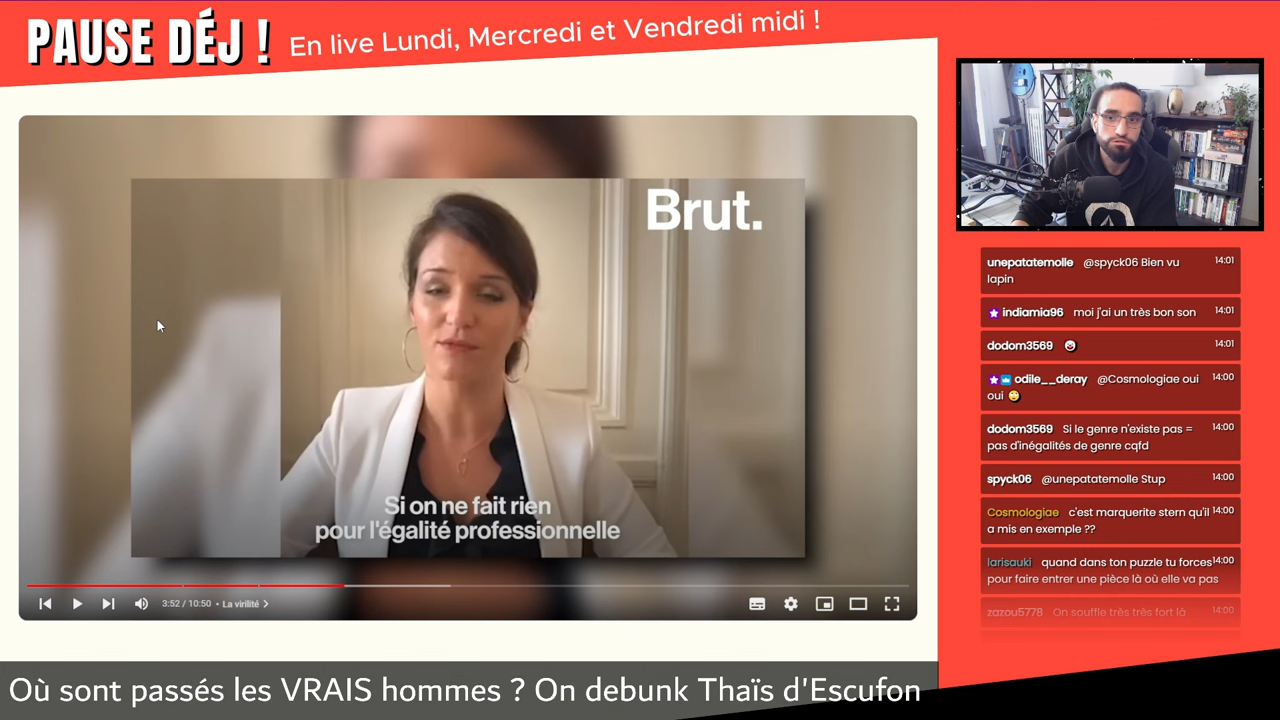 PAUSE DÉJ !
En live Lundi, Mercredi et Vendredi midi !
Brut.
Si on ne fait rien
pour l'égalité professionnelle
3:52 / 10:50 • La virilité
unepatatemolle @spyck06 Bien vu 14:01
lapin
indiamia96 moi j'ai un très bon son 14:01
dodom3569 14:01
odile__deray @Cosmologiae oui 14:00
oui
dodom3569 Si le genre n'existe pas = 14:00
pas d'inégalités de genre cqfd
spyck06 @unepatatemolle Stup 14:00
Cosmologiae c'est marquerite stern qu'il 14:00
a mis en exemple ??
larisauki quand dans ton puzzle tu forces 14:00
pour faire entrer une pièce là où elle va pas
zazou5778 On souffle très très fort là 14:00
Où sont passés les VRAIS hommes ? On debunk Thaïs d'Escufon